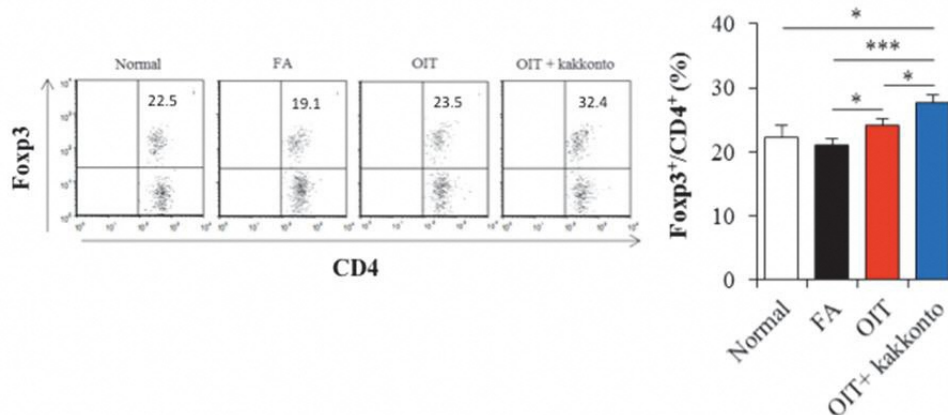 Normal
FA
OIT
OIT + kakkonto
22.5
19.1
23.5
32.4
Foxp3
CD4
Foxp3⁺/CD4⁺ (%)
40
30
20
10
0
*
***
*
*
Normal
FA
OIT
OIT+ kakkonto